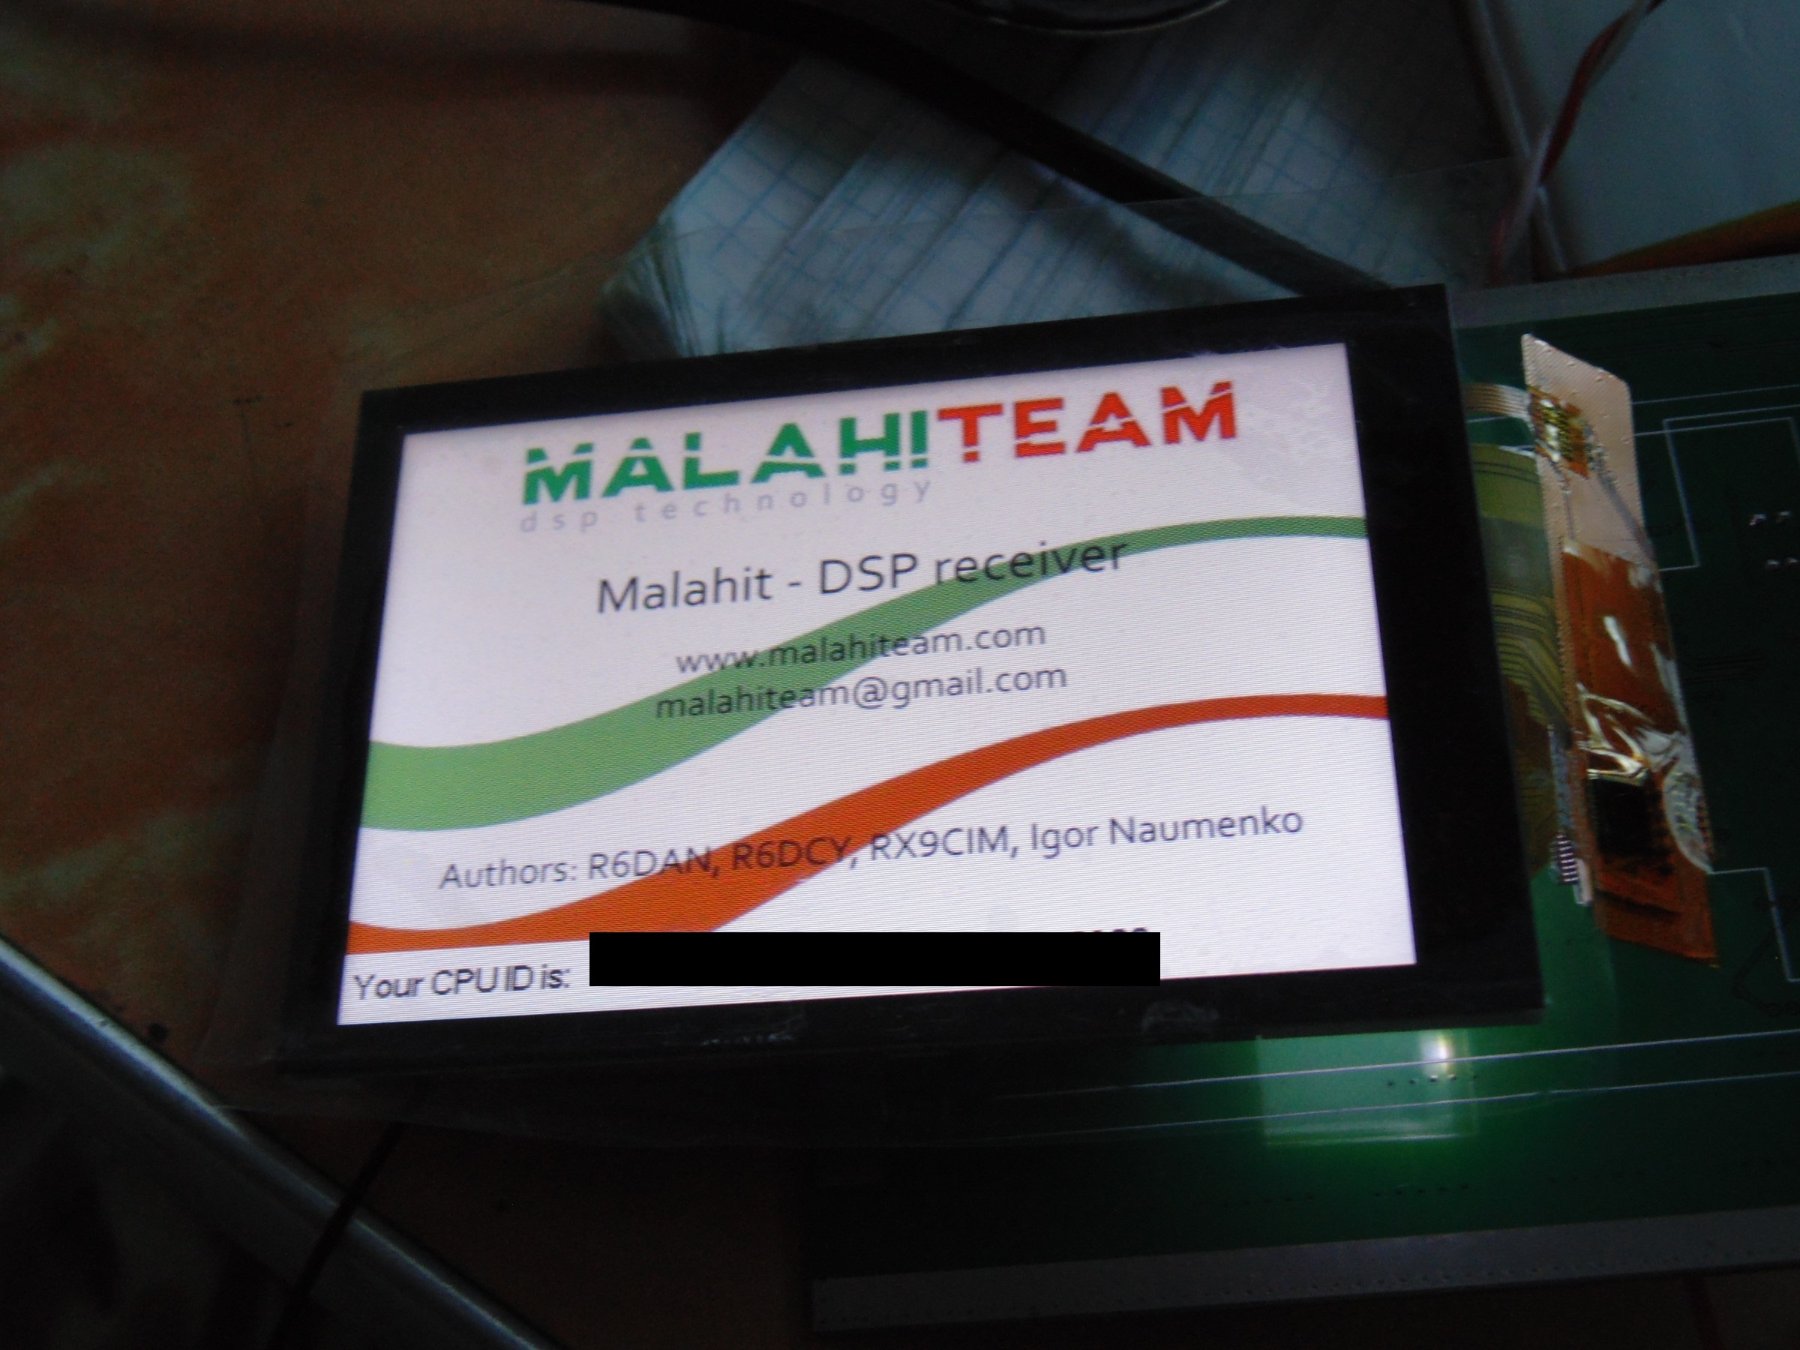 MALAHITEAM
dsp technology
Malahit - DSP receiver
www.malahiteam.com
malahiteam@gmail.com
Authors: R6DAN, R6DCY, RX9CIM, Igor Naumenko
Your CPU ID is: